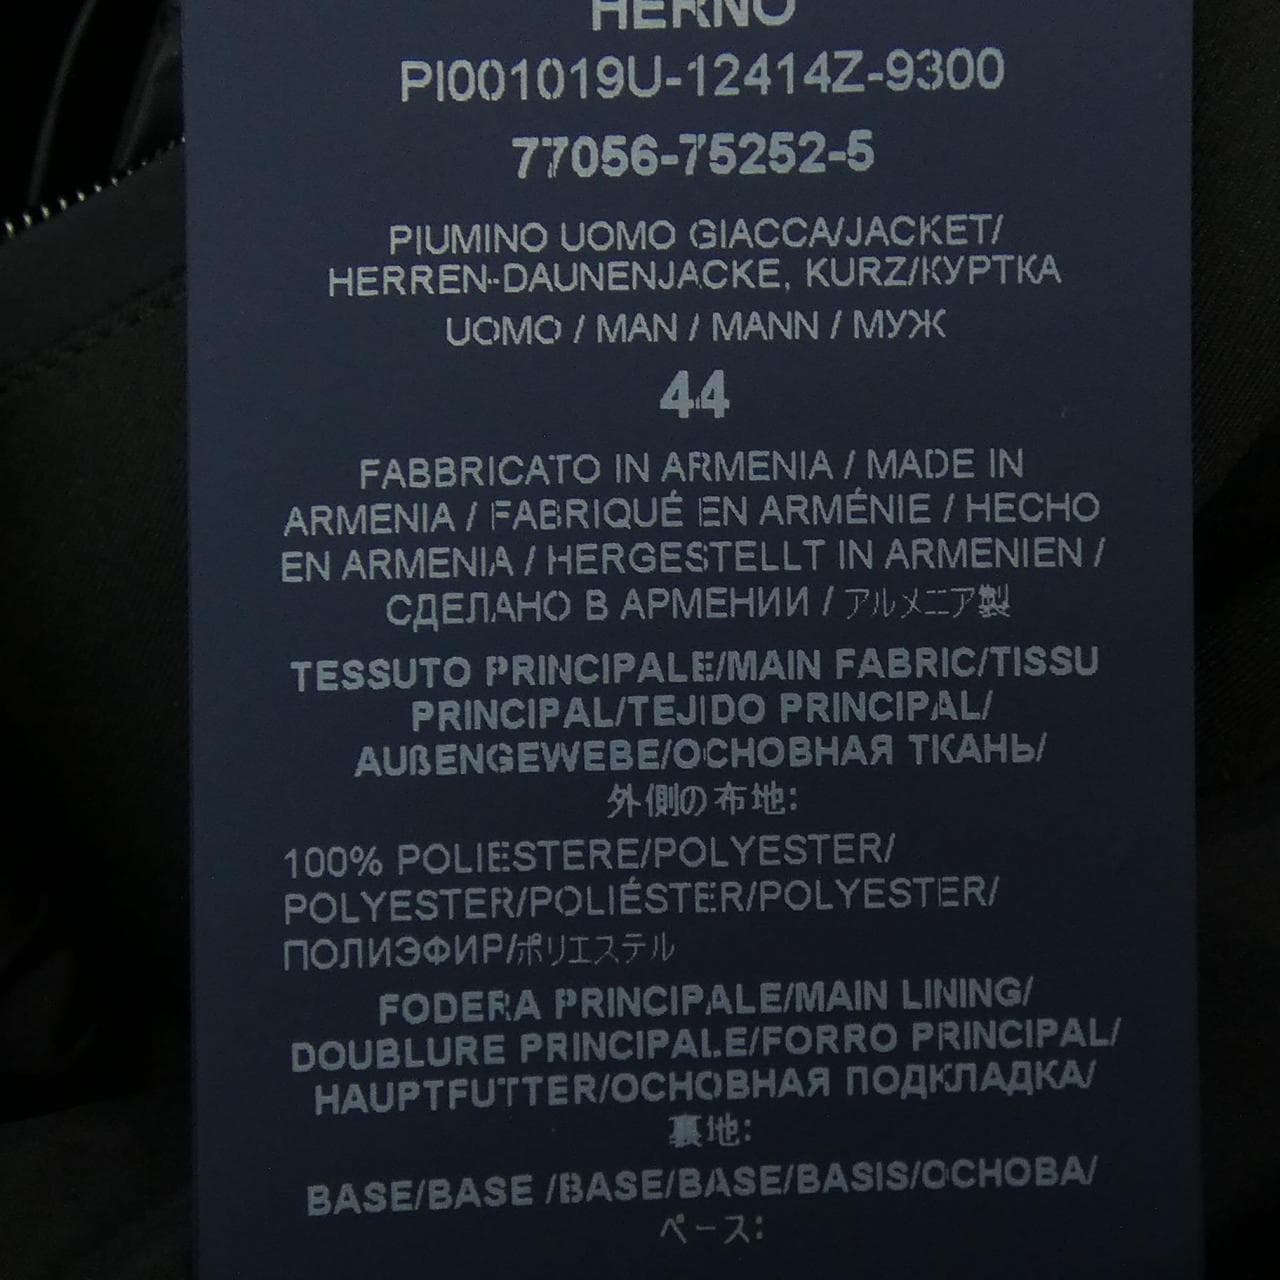 HERNO
PI001019U-12414Z-9300
77056-75252-5
PIUMINO UOMO GIACCA/JACKET/
HERREN-DAUNENJACKE, KURZ/КУРТКА
UOMO / MAN / MANN / МУЖ
44
FABBRICATO IN ARMENIA / MADE IN
ARMENIA / FABRIQUÉ EN ARMÉNIE / HECHO
EN ARMENIA / HERGESTELLT IN ARMENIEN /
СДЕЛАНО В АРМЕНИИ / アルメニア製
TESSUTO PRINCIPALE/MAIN FABRIC/TISSU
PRINCIPAL/TEJIDO PRINCIPAL/
AUßENGEWEBE/ОСНОВНАЯ ТКАНЬ/
外側の布地:
100% POLIESTERE/POLYESTER/
POLYESTER/POLIÉSTER/POLYESTER/
ПОЛИЭФИР/ポリエステル
FODERA PRINCIPALE/MAIN LINING/
DOUBLURE PRINCIPALE/FORRO PRINCIPAL/
HAUPTFUTTER/ОСНОВНАЯ ПОДКЛАДКА/
裏地:
BASE/BASE /BASE/BASE/BASIS/ОСНОВА/
ベース: